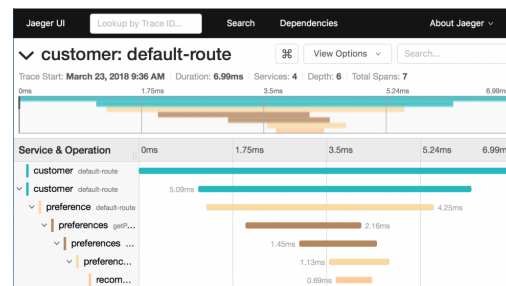 Jaeger UI Lookup by Trace ID... Search Dependencies About Jaeger
customer: default-route ⌘ View Options Search...
Trace Start: March 23, 2018 9:36 AM Duration: 6.99ms Services: 4 Depth: 6 Total Spans: 7
0ms 1.75ms 3.5ms 5.24ms 6.99m
Service & Operation 0ms 1.75ms 3.5ms 5.24ms 6.99m
customer default-route
customer default-route 5.09ms
preference default-route 4.25ms
preferences getP... 2.16ms
preferences ... 1.45ms
preferenc... 1.13ms
recom... 0.69ms